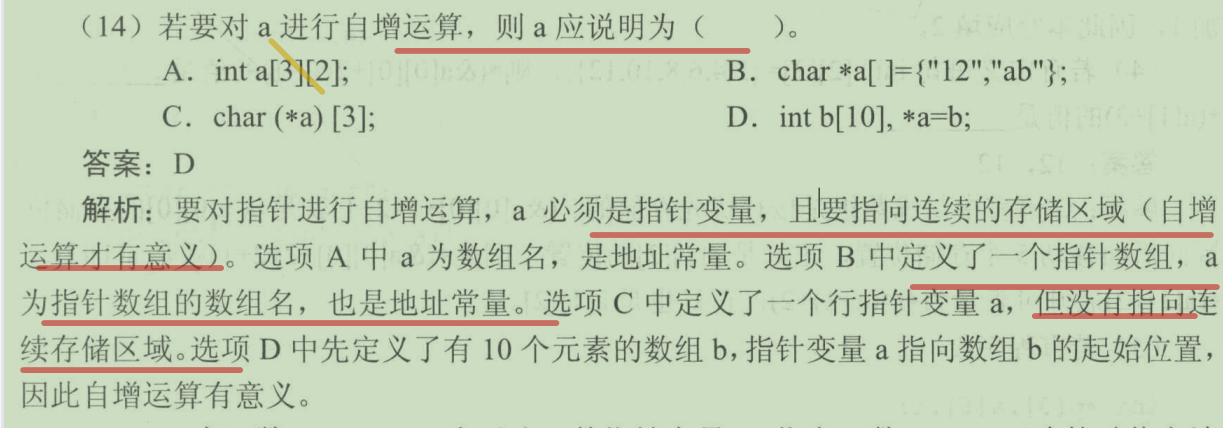 （14）若要对 a 进行自增运算，则 a 应说明为（ ）。
A．int a[3][2]; B．char *a[ ]={"12","ab"};
C．char (*a) [3]; D．int b[10], *a=b;
答案：D
解析：要对指针进行自增运算，a 必须是指针变量，且要指向连续的存储区域（自增
运算才有意义）。选项 A 中 a 为数组名，是地址常量。选项 B 中定义了一个指针数组，a
为指针数组的数组名，也是地址常量。选项 C 中定义了一个行指针变量 a，但没有指向连
续存储区域。选项 D 中先定义了有 10 个元素的数组 b，指针变量 a 指向数组 b 的起始位置，
因此自增运算有意义。